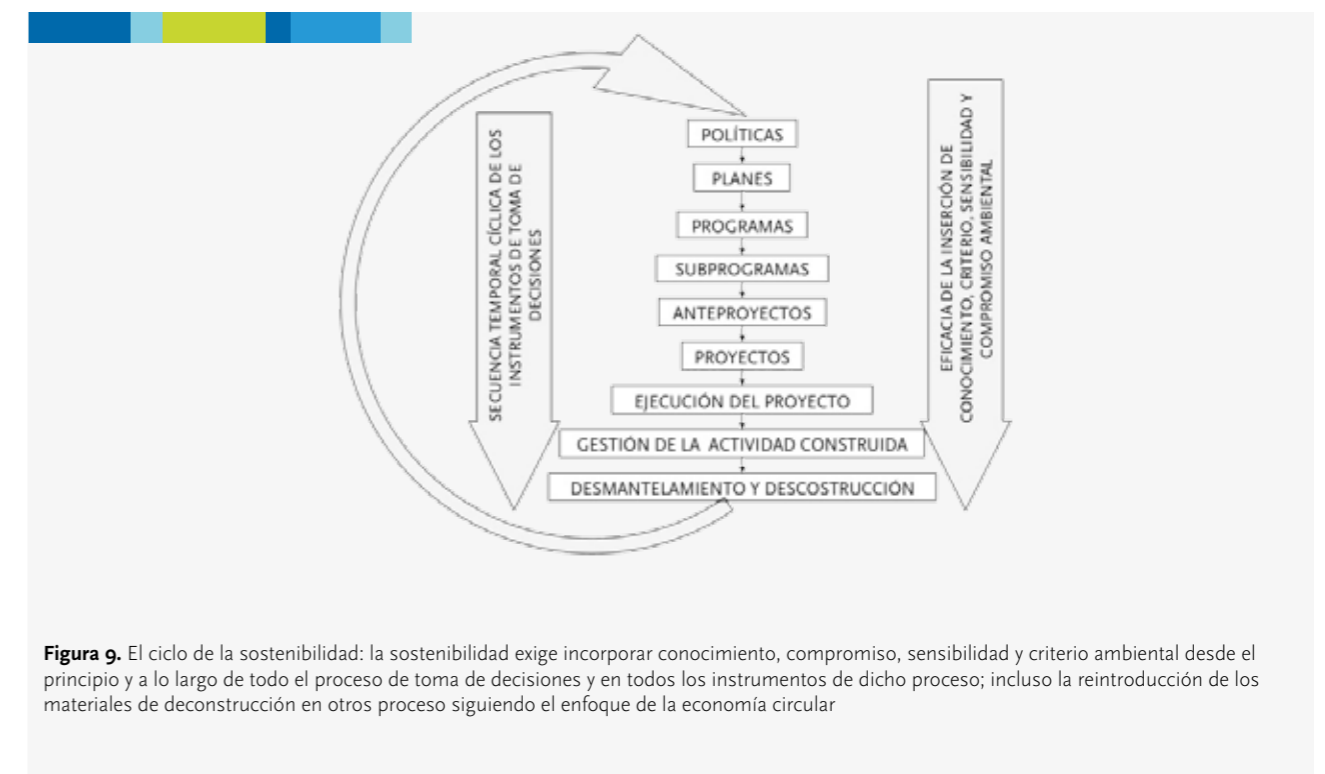 SECUENCIA TEMPORAL CÍCLICA DE LOS
INSTRUMENTOS DE TOMA DE
DECISIONES
POLÍTICAS
PLANES
PROGRAMAS
SUBPROGRAMAS
ANTEPROYECTOS
PROYECTOS
EJECUCIÓN DEL PROYECTO
GESTIÓN DE LA ACTIVIDAD CONSTRUIDA
DESMANTELAMIENTO Y DESCOSTRUCCIÓN
EFICACIA DE LA INSERCIÓN DE
CONOCIMIENTO, CRITERIO, SENSIBILIDAD Y
COMPROMISO AMBIENTAL
Figura 9. El ciclo de la sostenibilidad: la sostenibilidad exige incorporar conocimiento, compromiso, sensibilidad y criterio ambiental desde el
principio y a lo largo de todo el proceso de toma de decisiones y en todos los instrumentos de dicho proceso; incluso la reintroducción de los
materiales de deconstrucción en otros proceso siguiendo el enfoque de la economía circular